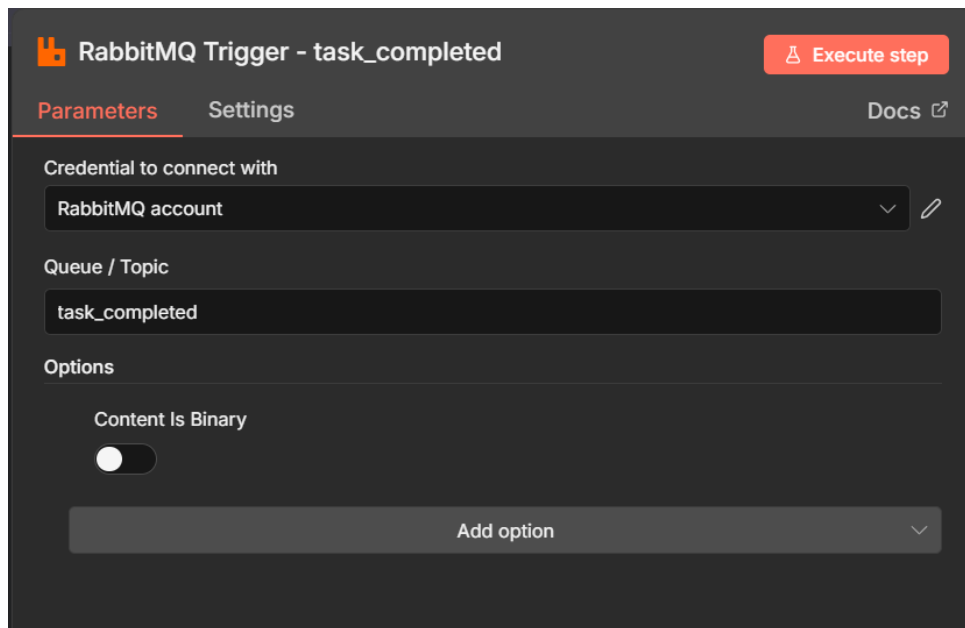 RabbitMQ Trigger - task_completed
Execute step
Parameters
Settings
Docs
Credential to connect with
RabbitMQ account
Queue / Topic
task_completed
Options
Content Is Binary
Add option